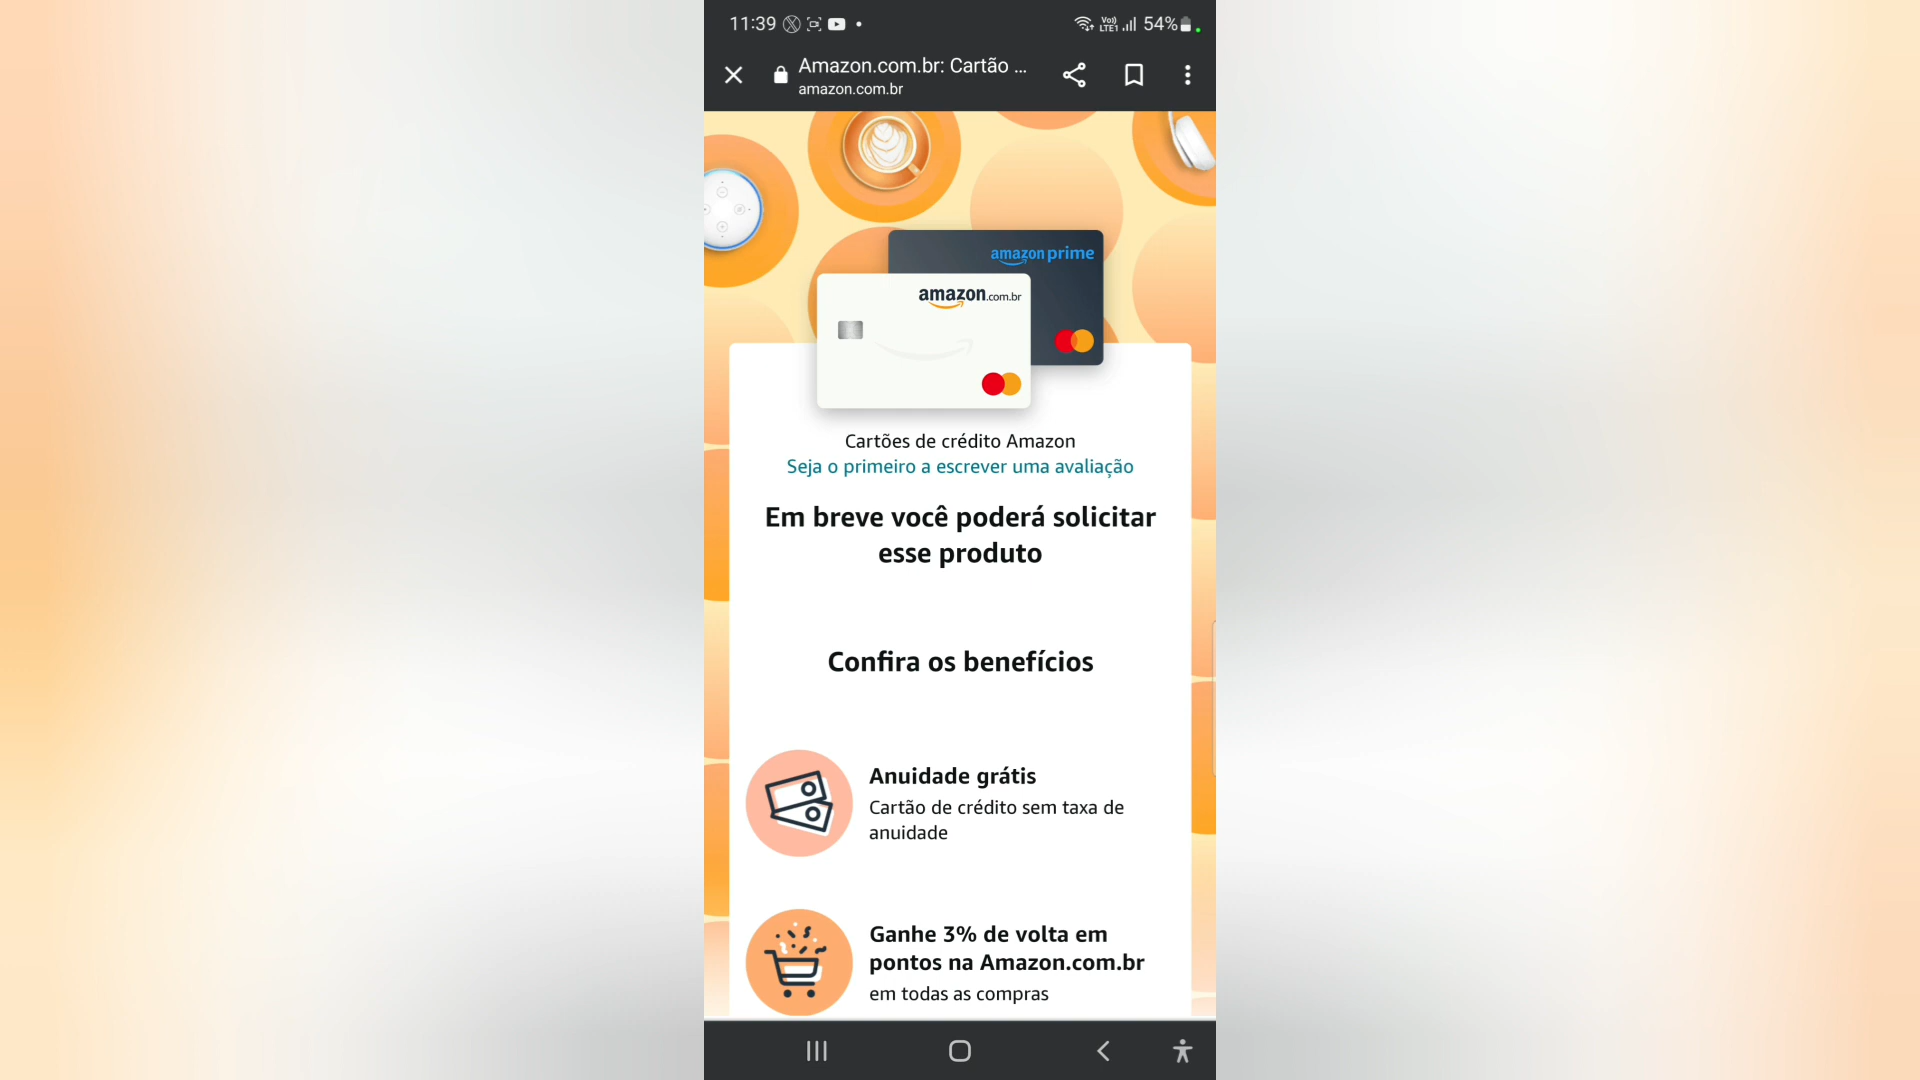 11:39
Vo))
LTE1
54%
Amazon.com.br: Cartão ...
amazon.com.br
amazon prime
amazon.com.br
Cartões de crédito Amazon
Seja o primeiro a escrever uma avaliação
Em breve você poderá solicitar
esse produto
Confira os benefícios
Anuidade grátis
Cartão de crédito sem taxa de
anuidade
Ganhe 3% de volta em
pontos na Amazon.com.br
em todas as compras